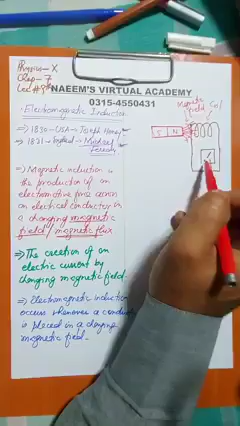 Physics-X
Chap-7
Lec # 3
NAEEM'S VIRTUAL ACADEMY
0315-4550431
Electromagnetic Induction
Magnetic Coil
field
S N
⇒ 1830 - USA → Joseph Henry
⇒ 1831 - England → Michael
⇒ Magnetic induction is
the production of an
electromotive force across
an electrical conductor in
a changing magnetic
field / magnetic flux
⇒ The creation of an
electric current by
changing magnetic field.
⇒ Electromagnetic induction
occurs whenever a conductor
is placed in a changing
magnetic field.